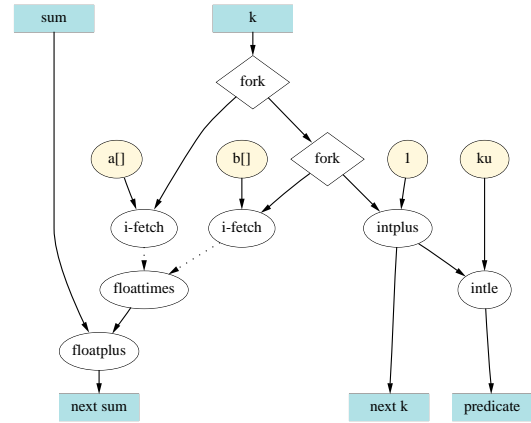 sum
k
fork
a[]
b[]
fork
1
ku
i-fetch
i-fetch
intplus
floattimes
intle
floatplus
next sum
next k
predicate